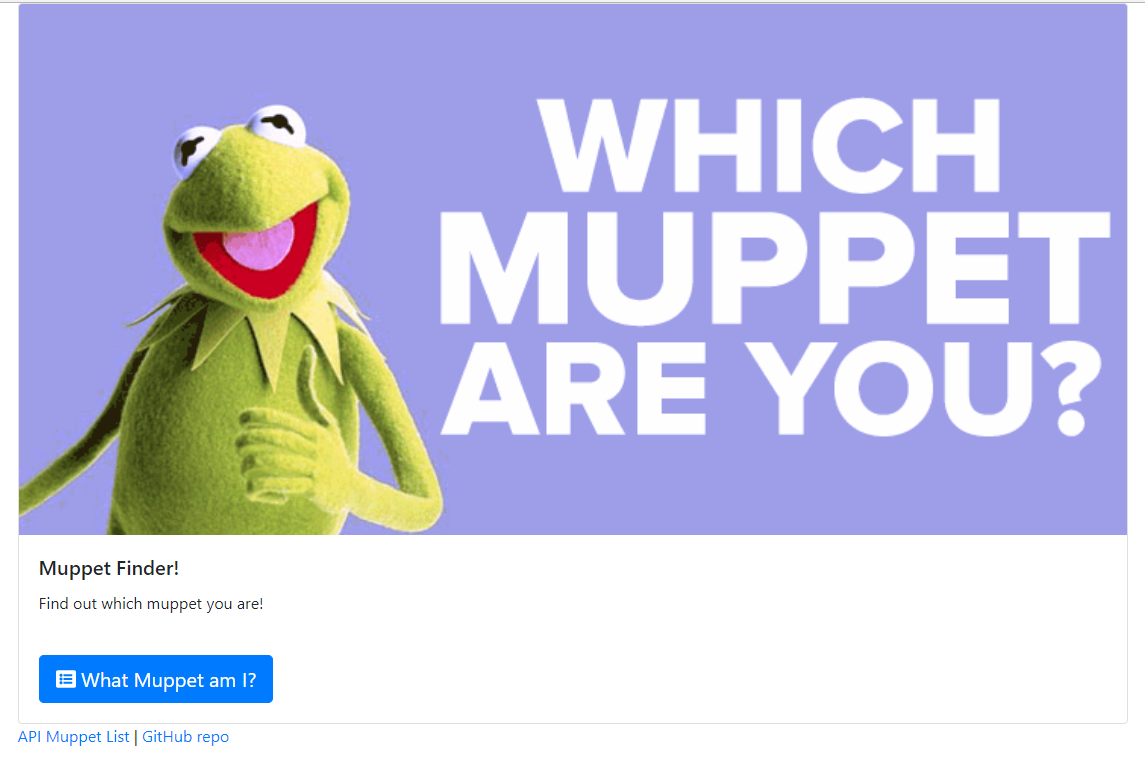 WHICH
MUPPET
ARE YOU?
Muppet Finder!
Find out which muppet you are!
What Muppet am I?
API Muppet List | GitHub repo